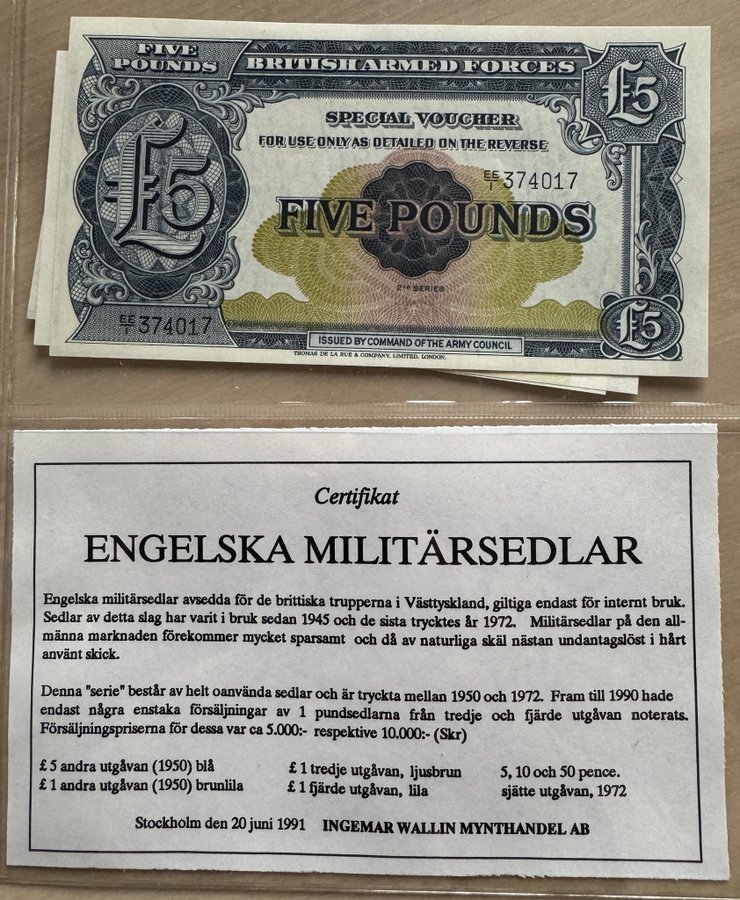 FIVE POUNDS
BRITISH ARMED FORCES
£5
SPECIAL VOUCHER
FOR USE ONLY AS DETAILED ON THE REVERSE
EE/1 374017
£5
FIVE POUNDS
2ND SERIES
EE/1 374017
£5
ISSUED BY COMMAND OF THE ARMY COUNCIL
THOMAS DE LA RUE & COMPANY, LIMITED, LONDON.
Certifikat
ENGELSKA MILITÄRSEDLAR
Engelska militärsedlar avsedda för de brittiska trupperna i Västtyskland, giltiga endast för internt bruk.
Sedlar av detta slag har varit i bruk sedan 1945 och de sista trycktes år 1972. Militärsedlar på den all-
männa marknaden förekommer mycket sparsamt och då av naturliga skäl nästan undantagslöst i hårt
använt skick.
Denna "serie" består av helt oanvända sedlar och är tryckta mellan 1950 och 1972. Fram till 1990 hade
endast några enstaka försäljningar av 1 pundsedlarna från tredje och fjärde utgåvan noterats.
Försäljningspriserna för dessa var ca 5.000:- respektive 10.000:- (Skr)
£ 5 andra utgåvan (1950) blå £ 1 tredje utgåvan, ljusbrun 5, 10 och 50 pence.
£ 1 andra utgåvan (1950) brunlila £ 1 fjärde utgåvan, lila sjätte utgåvan, 1972
Stockholm den 20 juni 1991 INGEMAR WALLIN MYNTHANDEL AB